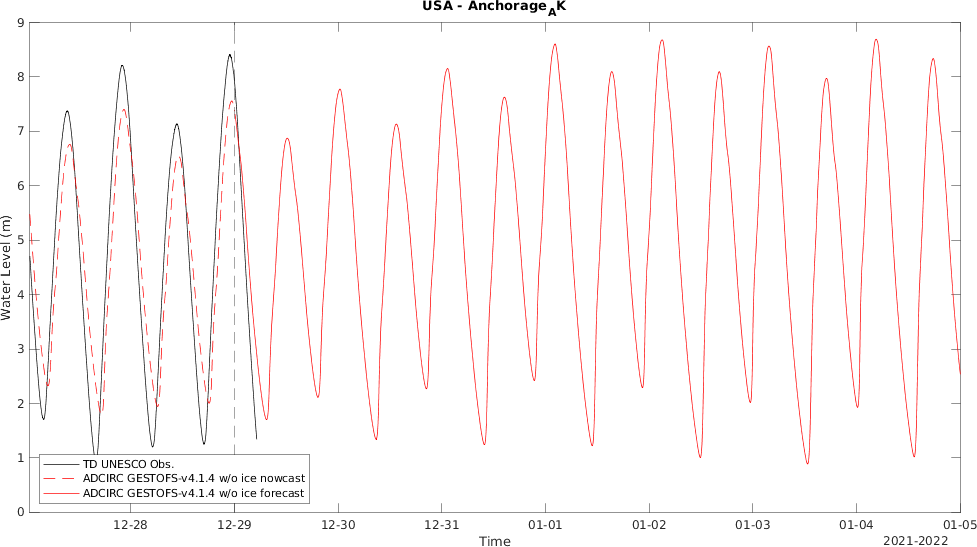 USA - Anchorage_AK
9
8
7
6
5
4
3
2
1
0
Water Level (m)
TD UNESCO Obs.
ADCIRC GESTOFS-v4.1.4 w/o ice nowcast
ADCIRC GESTOFS-v4.1.4 w/o ice forecast
12-28 12-29 12-30 12-31 01-01 01-02 01-03 01-04 01-05
Time
2021-2022